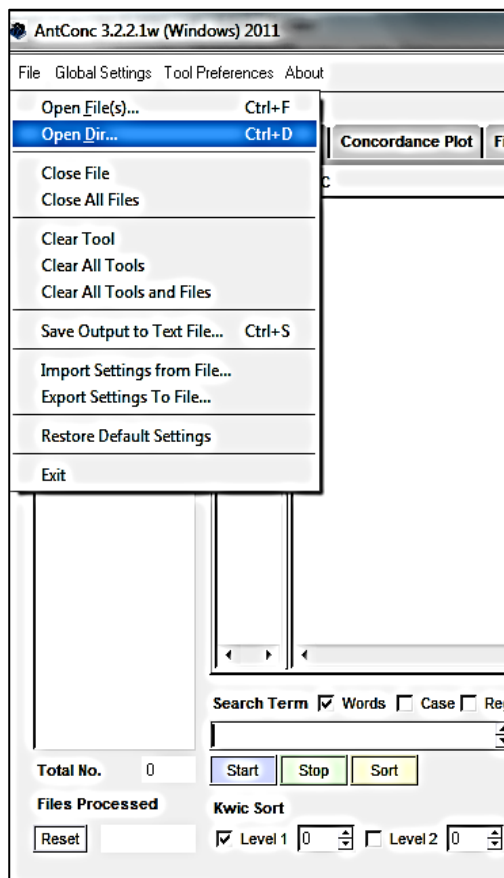 AntConc 3.2.2.1w (Windows) 2011
File Global Settings Tool Preferences About
Open File(s)... Ctrl+F
Open Dir... Ctrl+D
Concordance Plot
Close File
Close All Files
Clear Tool
Clear All Tools
Clear All Tools and Files
Save Output to Text File... Ctrl+S
Import Settings from File...
Export Settings To File...
Restore Default Settings
Exit
Search Term Words Case
Total No. 0 Start Stop Sort
Files Processed Kwic Sort
Reset Level 1 0 Level 2 0